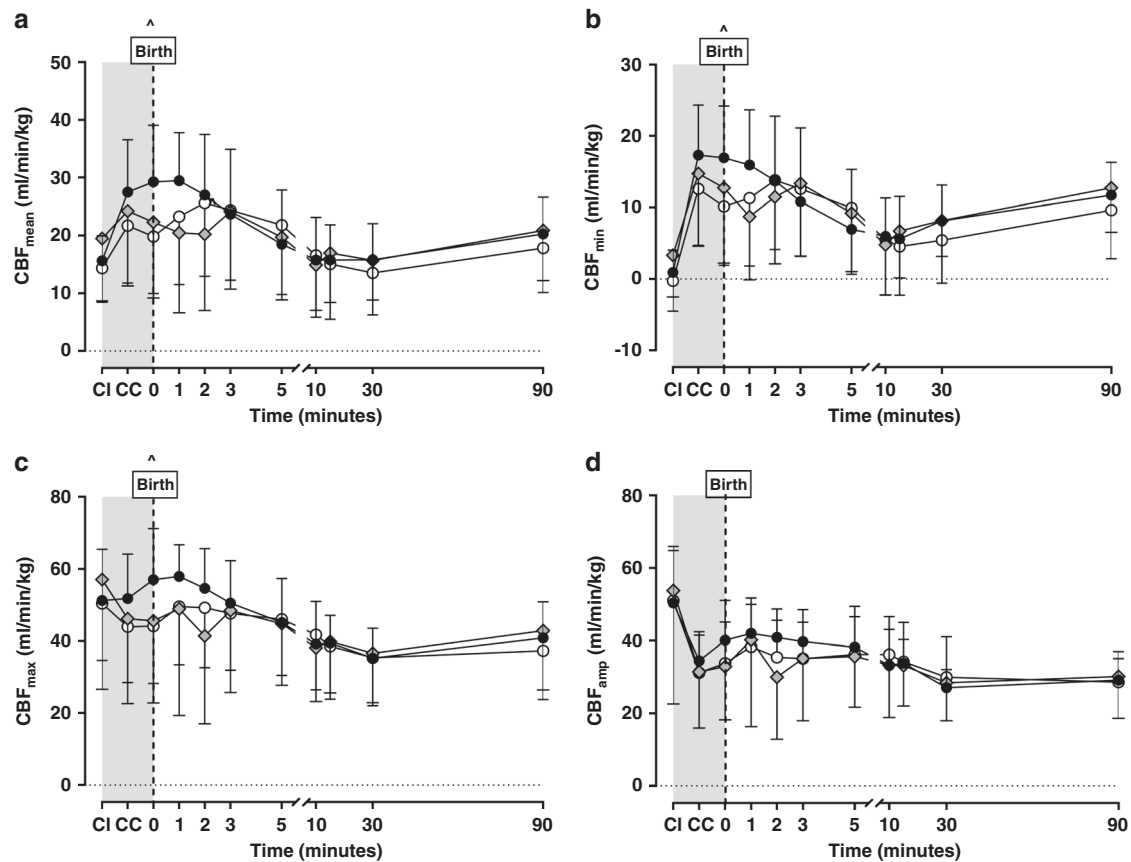 a
^
Birth
50
40
30
20
10
0
CBFmean (ml/min/kg)
CI CC 0 1 2 3 5 10 30 90
Time (minutes)
b
^
Birth
30
20
10
0
-10
CBFmin (ml/min/kg)
CI CC 0 1 2 3 5 10 30 90
Time (minutes)
c
^
Birth
80
60
40
20
0
CBFmax (ml/min/kg)
CI CC 0 1 2 3 5 10 30 90
Time (minutes)
d
Birth
80
60
40
20
0
CBFamp (ml/min/kg)
CI CC 0 1 2 3 5 10 30 90
Time (minutes)